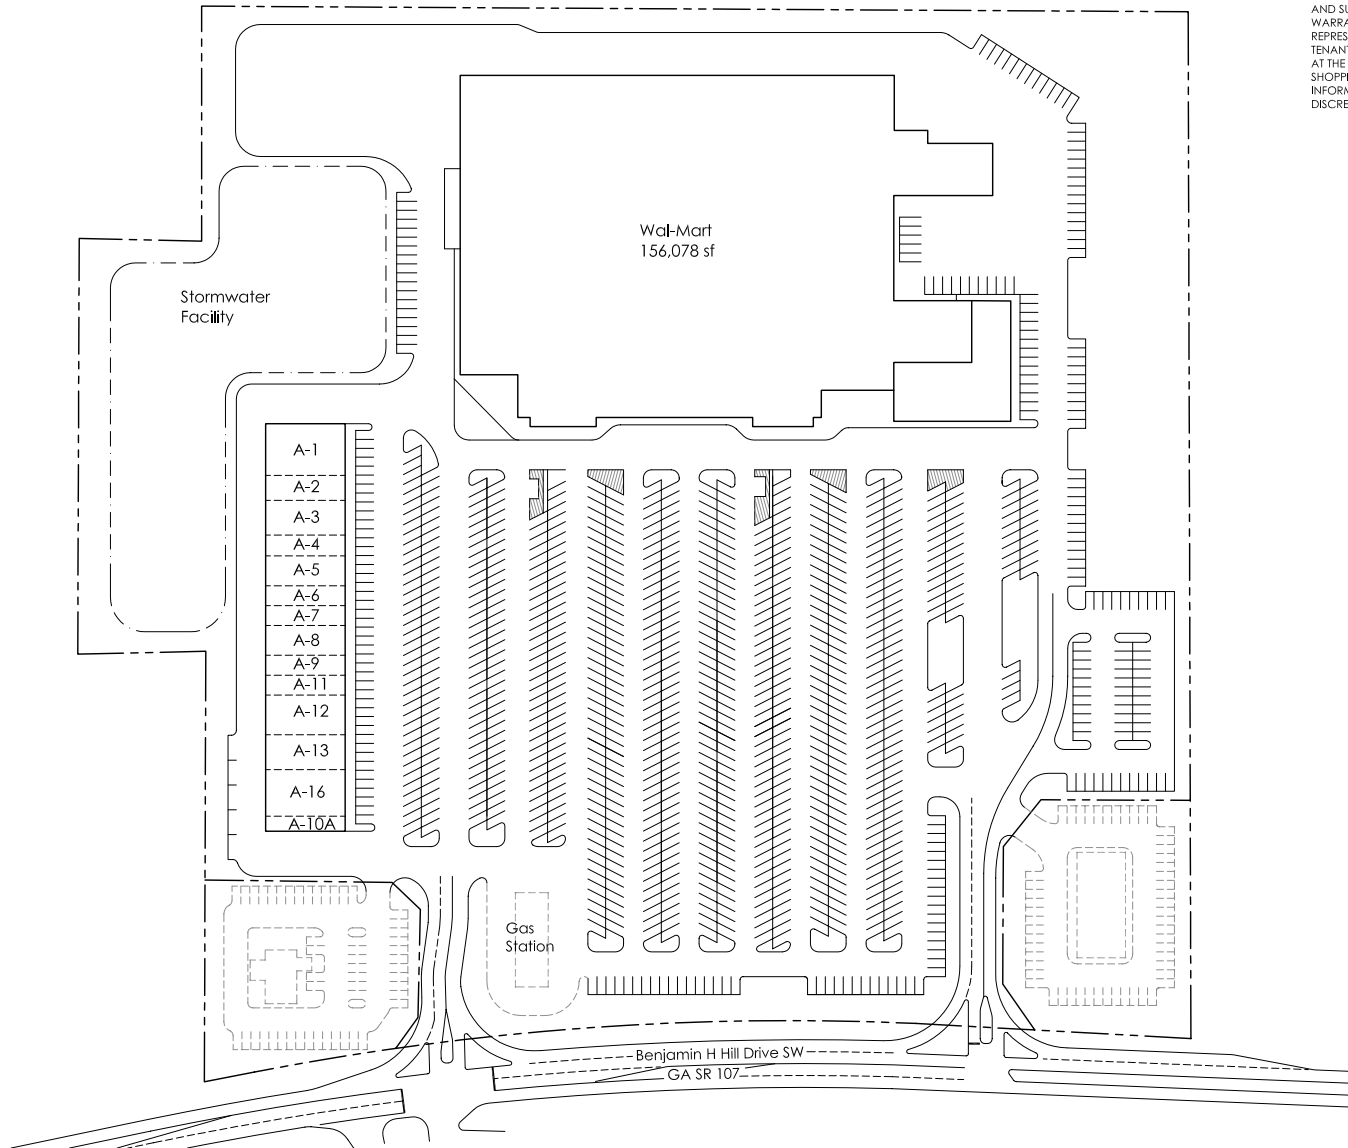 AND SU
WARRA
REPRES
TENANT
AT THE
SHOPPI
INFORM
DISCRE
Wal-Mart
156,078 sf
Stormwater
Facility
A-1
A-2
A-3
A-4
A-5
A-6
A-7
A-8
A-9
A-11
A-12
A-13
A-16
A-10A
Gas
Station
Benjamin H Hill Drive SW
GA SR 107